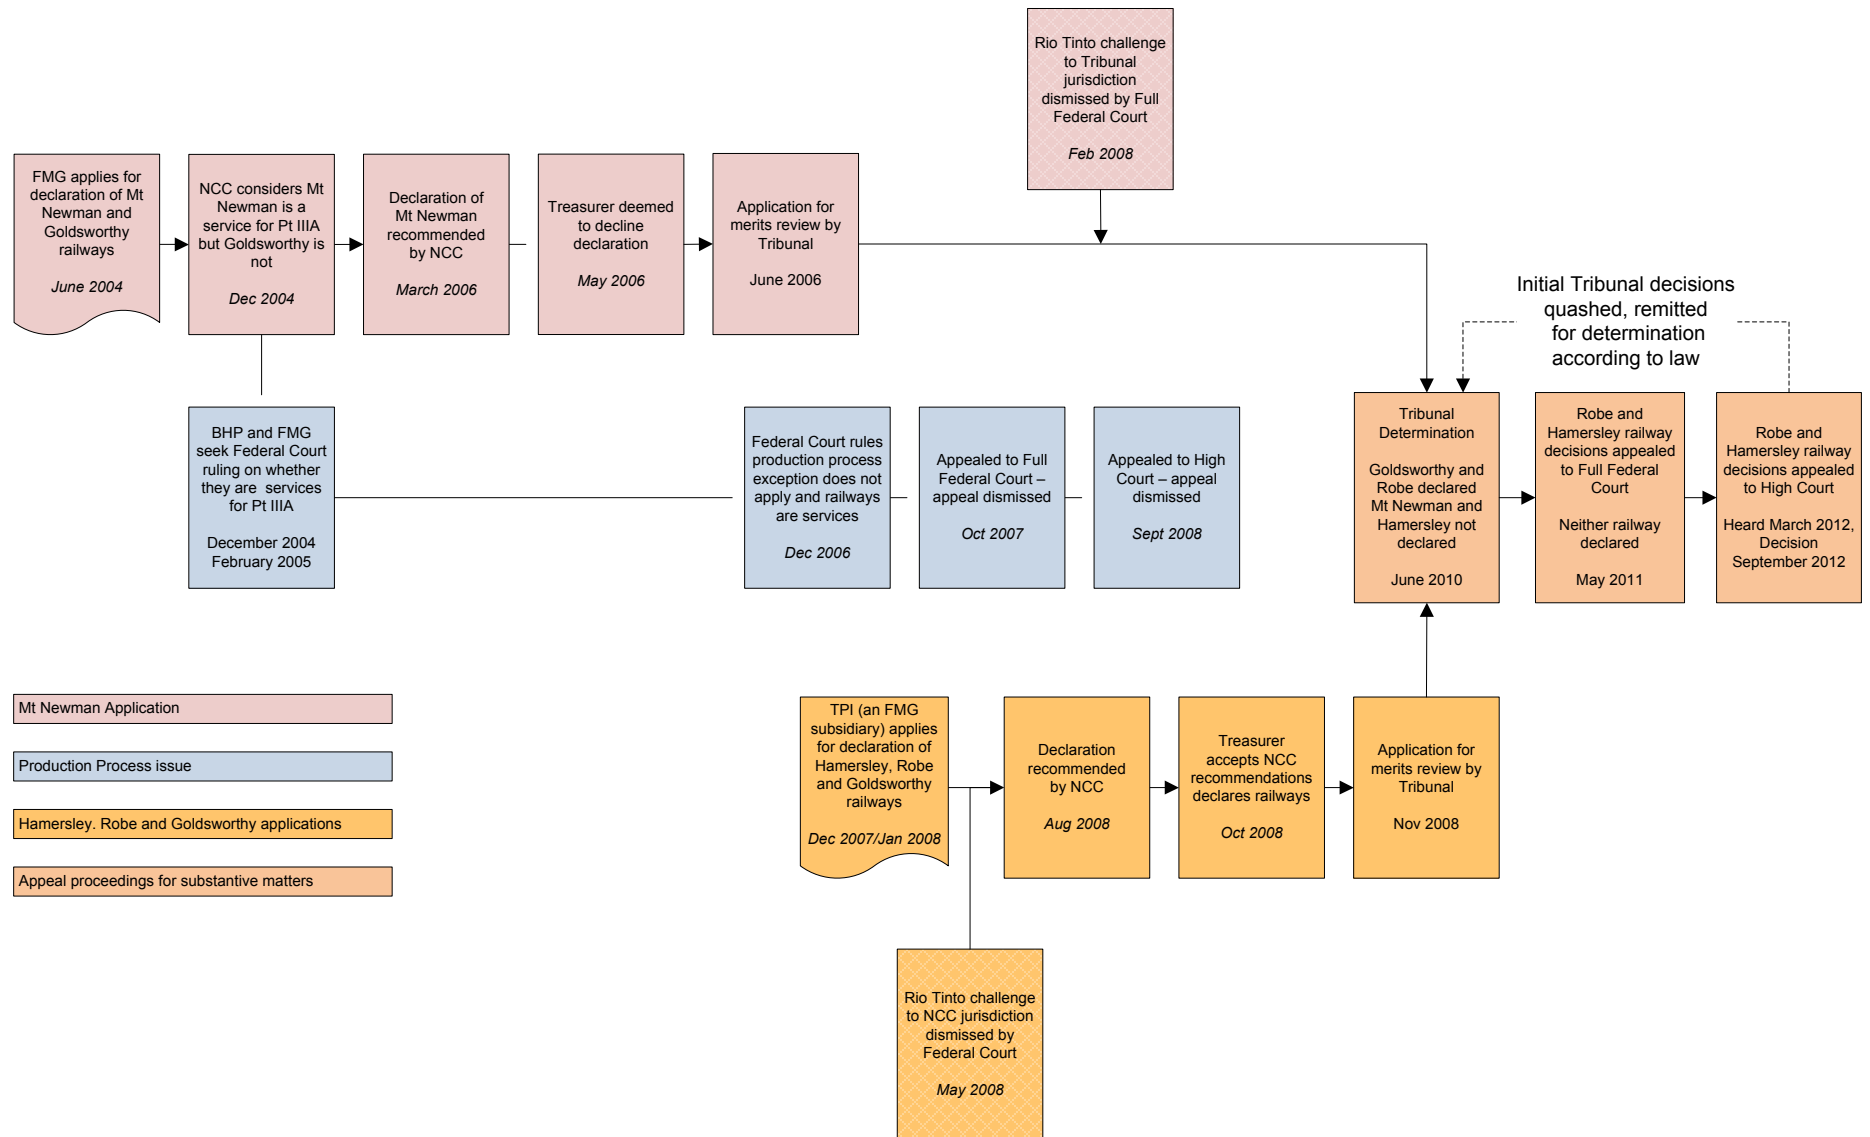 Rio Tinto challenge
to Tribunal
jurisdiction
dismissed by Full
Federal Court
Feb 2008
FMG applies for
declaration of Mt
Newman and
Goldsworthy
railways
June 2004
NCC considers Mt
Newman is a
service for Pt IIIA
but Goldsworthy is
not
Dec 2004
Declaration of
Mt Newman
recommended
by NCC
March 2006
Treasurer deemed
to decline
declaration
May 2006
Application for
merits review by
Tribunal
June 2006
Initial Tribunal decisions
quashed, remitted
for determination
according to law
BHP and FMG
seek Federal Court
ruling on whether
they are services
for Pt IIIA
December 2004
February 2005
Federal Court rules
production process
exception does not
apply and railways
are services
Dec 2006
Appealed to Full
Federal Court –
appeal dismissed
Oct 2007
Appealed to High
Court – appeal
dismissed
Sept 2008
Tribunal
Determination
Goldsworthy and
Robe declared
Mt Newman and
Hamersley not
declared
June 2010
Robe and
Hamersley railway
decisions appealed
to Full Federal
Court
Neither railway
declared
May 2011
Robe and
Hamersley railway
decisions appealed
to High Court
Heard March 2012,
Decision
September 2012
Mt Newman Application
Production Process issue
Hamersley. Robe and Goldsworthy applications
Appeal proceedings for substantive matters
TPI (an FMG
subsidiary) applies
for declaration of
Hamersley, Robe
and Goldsworthy
railways
Dec 2007/Jan 2008
Declaration
recommended
by NCC
Aug 2008
Treasurer
accepts NCC
recommendations
declares railways
Oct 2008
Application for
merits review by
Tribunal
Nov 2008
Rio Tinto challenge
to NCC jurisdiction
dismissed by
Federal Court
May 2008